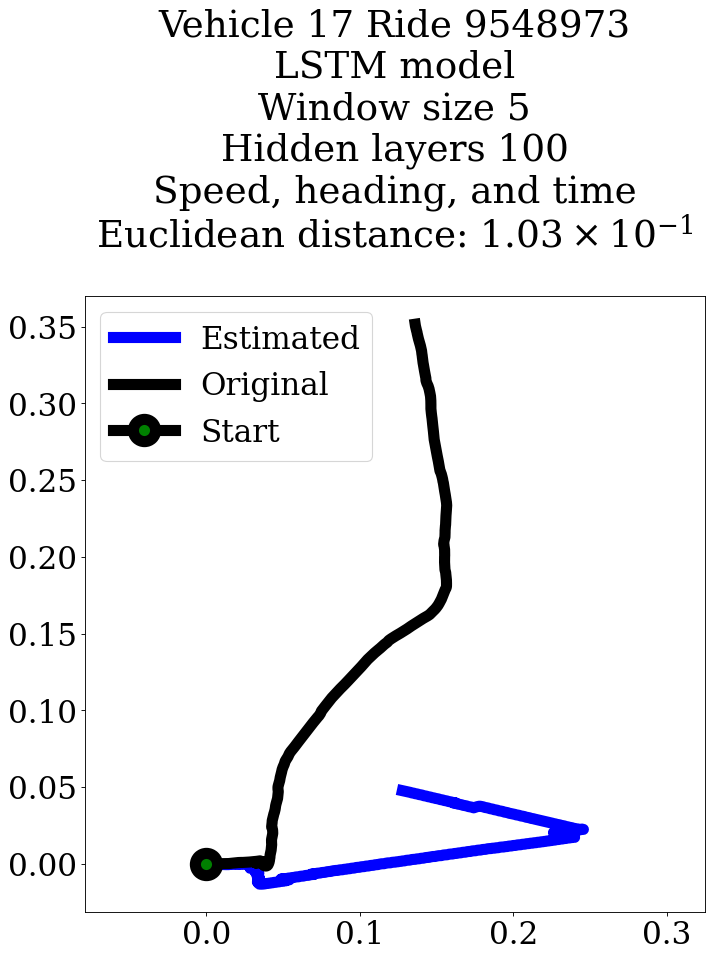 Vehicle 17 Ride 9548973
LSTM model
Window size 5
Hidden layers 100
Speed, heading, and time
Euclidean distance: 1.03 × 10⁻¹
Estimated
Original
Start
0.35
0.30
0.25
0.20
0.15
0.10
0.05
0.00
0.0 0.1 0.2 0.3